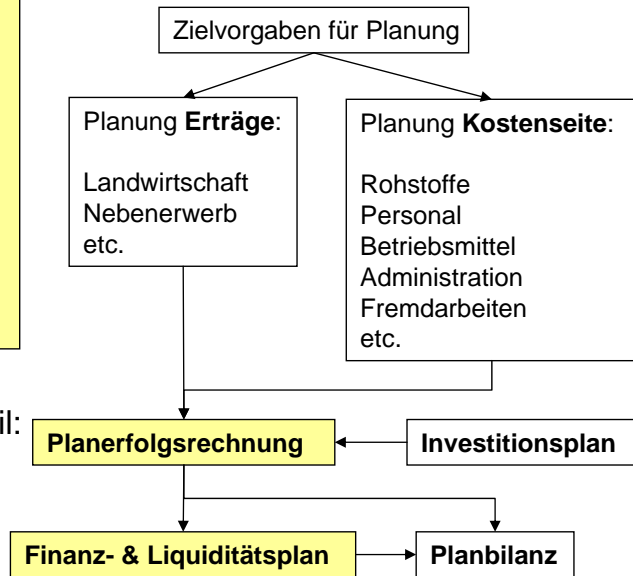 Zielvorgaben für Planung
Planung Erträge:
Landwirtschaft
Nebenerwerb
etc.
Planung Kostenseite:
Rohstoffe
Personal
Betriebsmittel
Administration
Fremdarbeiten
etc.
il:
Planerfolgsrechnung
Investitionsplan
Finanz- & Liquiditätsplan
Planbilanz